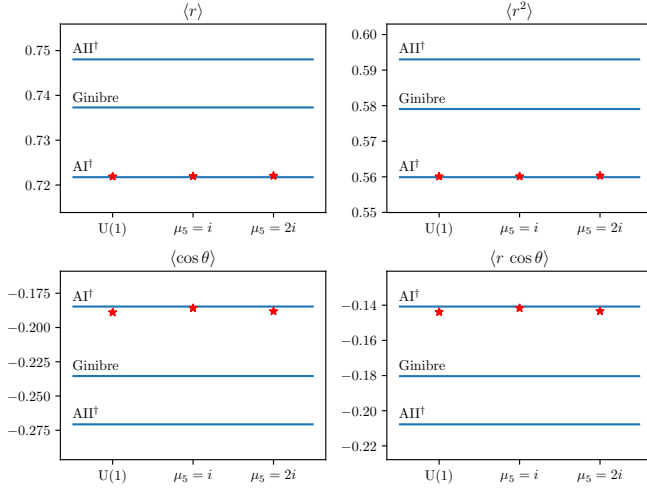 ⟨r⟩
0.75
0.74
0.73
0.72
AII†
Ginibre
AI†
U(1)
μ₅ = i
μ₅ = 2i
⟨r²⟩
0.60
0.59
0.58
0.57
0.56
0.55
AII†
Ginibre
AI†
U(1)
μ₅ = i
μ₅ = 2i
⟨cos θ⟩
−0.175
−0.200
−0.225
−0.250
−0.275
AI†
Ginibre
AII†
U(1)
μ₅ = i
μ₅ = 2i
⟨r cos θ⟩
−0.14
−0.16
−0.18
−0.20
−0.22
AI†
Ginibre
AII†
U(1)
μ₅ = i
μ₅ = 2i